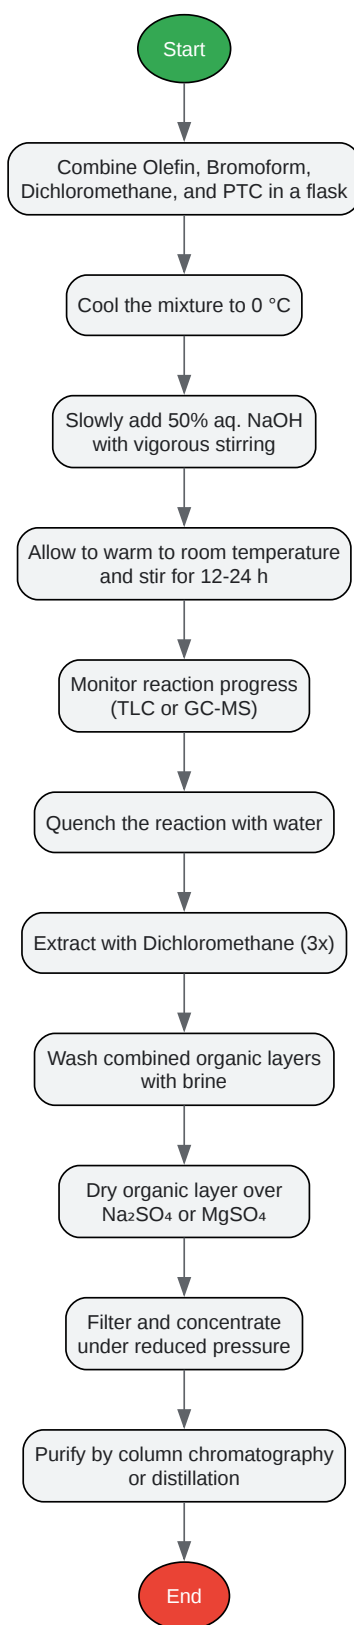 Start
Combine Olefin, Bromoform,
Dichloromethane, and PTC in a flask
Cool the mixture to 0 °C
Slowly add 50% aq. NaOH
with vigorous stirring
Allow to warm to room temperature
and stir for 12-24 h
Monitor reaction progress
(TLC or GC-MS)
Quench the reaction with water
Extract with Dichloromethane (3x)
Wash combined organic layers
with brine
Dry organic layer over
Na₂SO₄ or MgSO₄
Filter and concentrate
under reduced pressure
Purify by column chromatography
or distillation
End